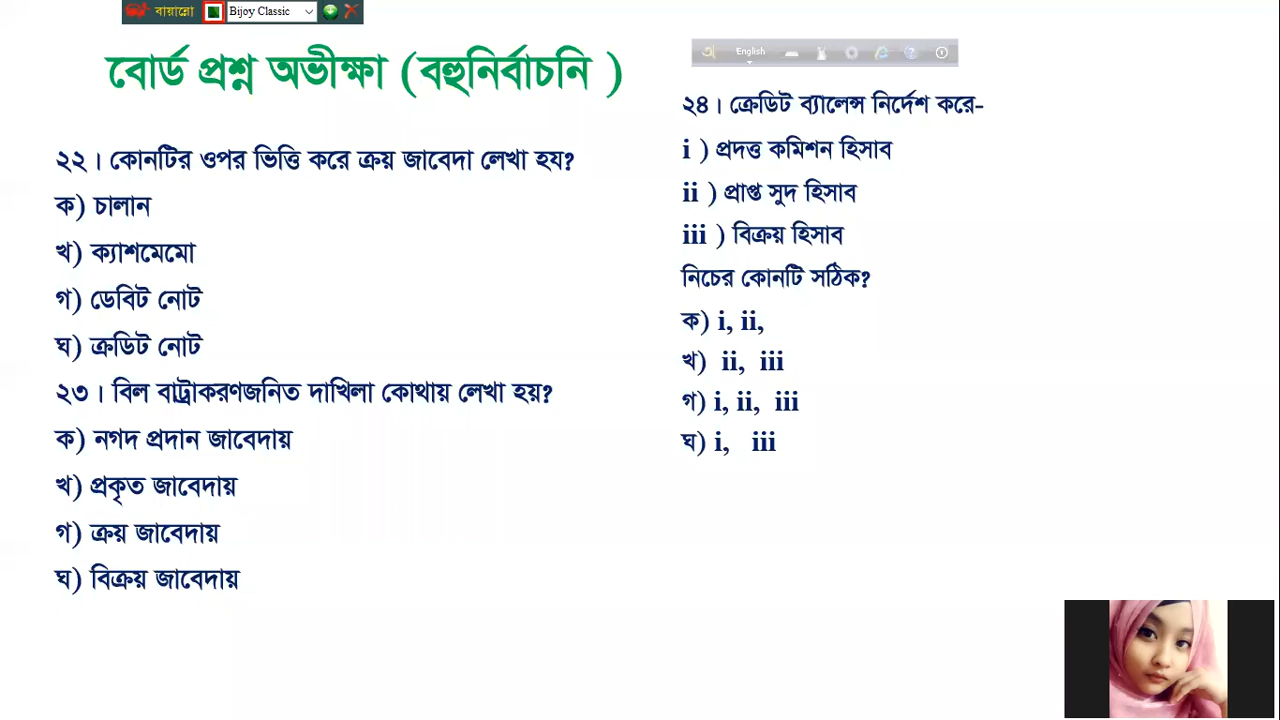 বায়ান্নো
Bijoy Classic
English
বোর্ড প্রশ্ন অভীক্ষা (বহুনির্বাচনি )
২২। কোনটির ওপর ভিত্তি করে ক্রয় জাবেদা লেখা হয?
ক) চালান
খ) ক্যাশমেমো
গ) ডেবিট নোট
ঘ) ক্রডিট নোট
২৩। বিল বাট্টাকরণজনিত দাখিলা কোথায় লেখা হয়?
ক) নগদ প্রদান জাবেদায়
খ) প্রকৃত জাবেদায়
গ) ক্রয় জাবেদায়
ঘ) বিক্রয় জাবেদায়
২৪। ক্রেডিট ব্যালেন্স নির্দেশ করে-
i ) প্রদত্ত কমিশন হিসাব
ii ) প্রাপ্ত সুদ হিসাব
iii ) বিক্রয় হিসাব
নিচের কোনটি সঠিক?
ক) i, ii,
খ) ii, iii
গ) i, ii, iii
ঘ) i, iii